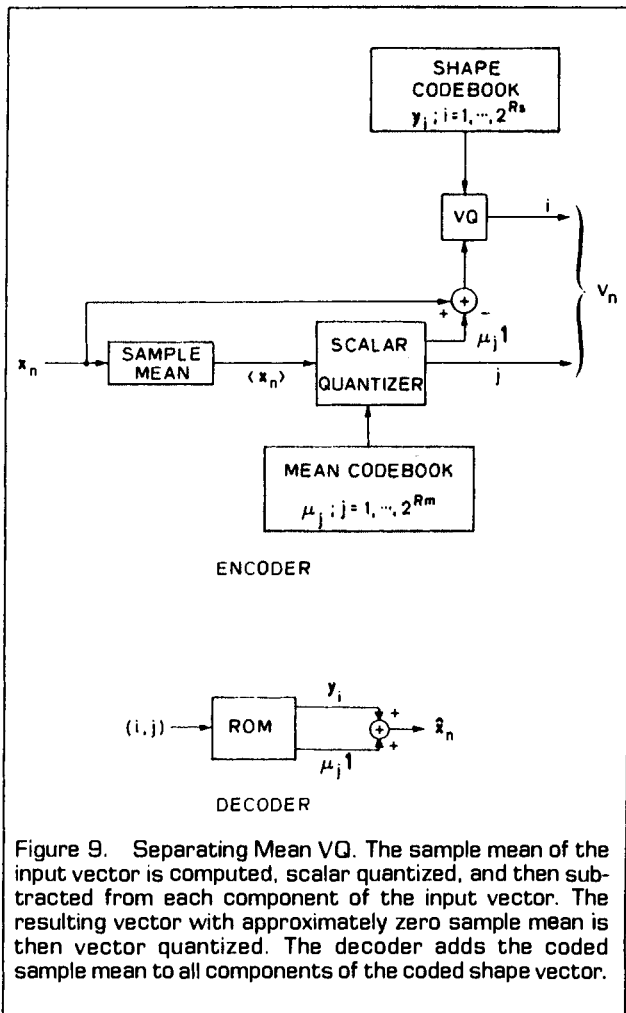 SHAPE
CODEBOOK
y_i ; i = 1, ⋯, 2^{Rs}
VQ
i
V_n
+
+ −
μ_j 1
x_n
SAMPLE
MEAN
⟨x_n⟩
SCALAR
QUANTIZER
j
MEAN CODEBOOK
μ_j ; j = 1, ⋯, 2^{Rm}
ENCODER
y_i
(i, j)
ROM
+
+
+
x̂_n
μ_j 1
DECODER
Figure 9. Separating Mean VQ. The sample mean of the
input vector is computed, scalar quantized, and then sub-
tracted from each component of the input vector. The
resulting vector with approximately zero sample mean is
then vector quantized. The decoder adds the coded
sample mean to all components of the coded shape vector.